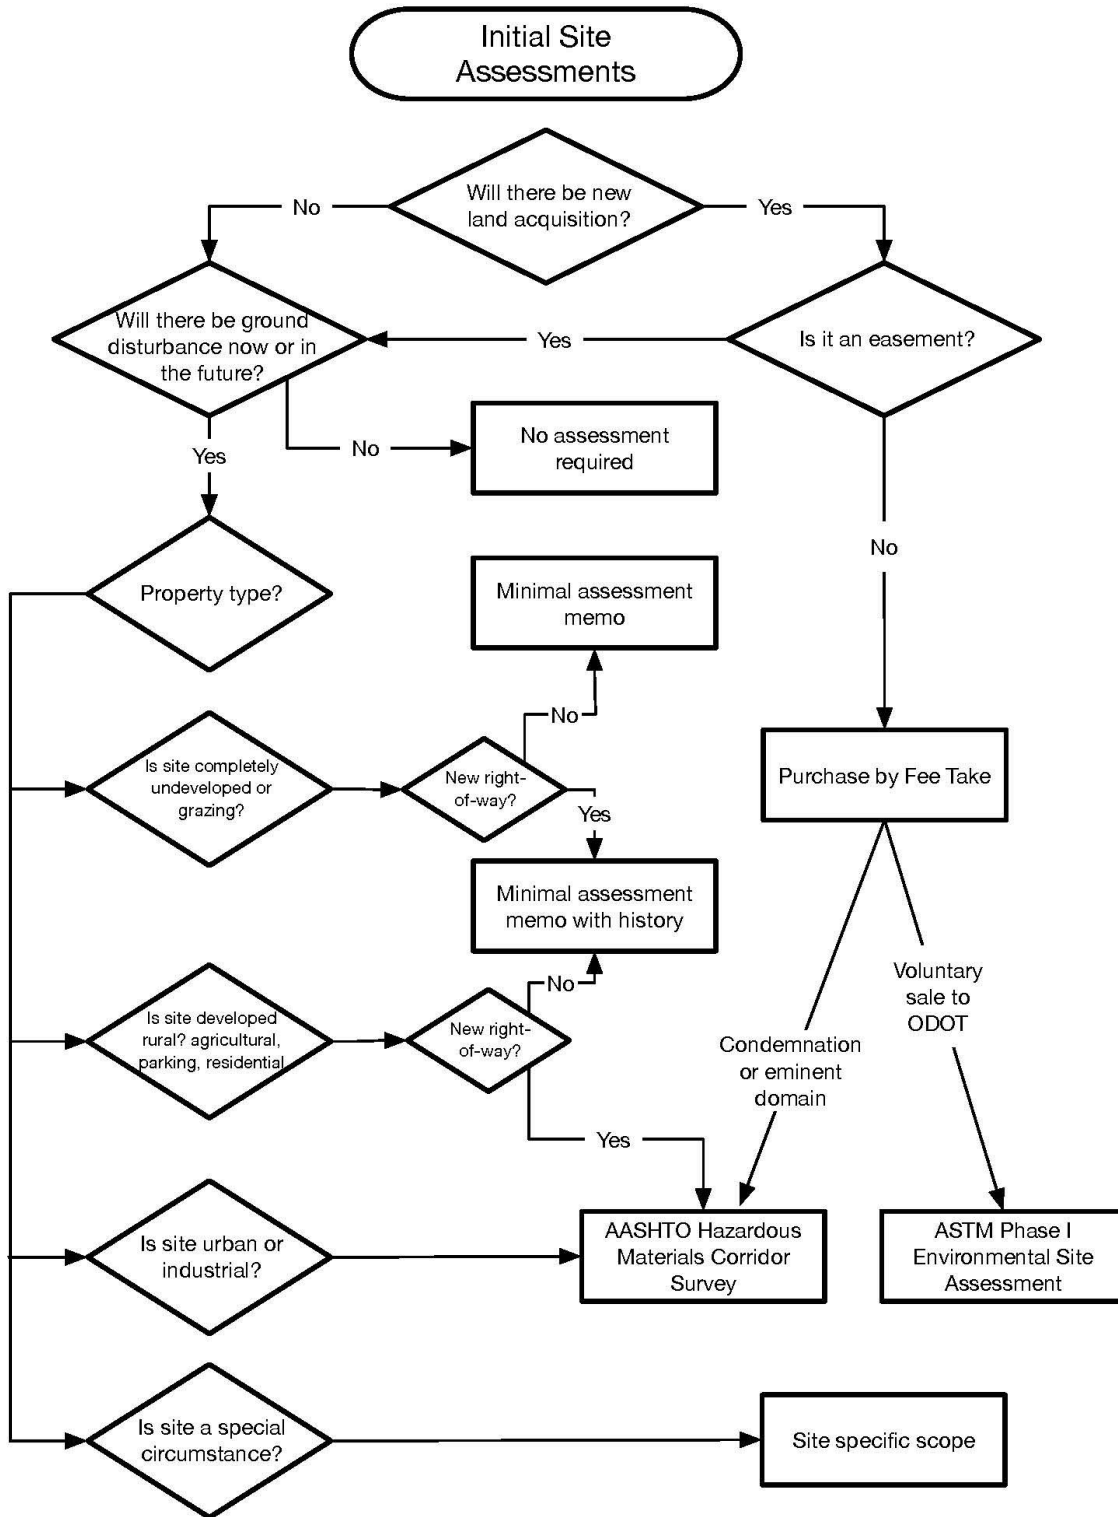 Initial Site
Assessments
Will there be new
land acquisition?
No
Yes
Will there be ground
disturbance now or in
the future?
Yes
Is it an easement?
No
No assessment
required
Yes
No
Property type?
Minimal assessment
memo
No
Is site completely
undeveloped or
grazing?
New right-
of-way?
Yes
Purchase by Fee Take
Minimal assessment
memo with history
No
Is site developed
rural? agricultural,
parking, residential
New right-
of-way?
Voluntary
sale to
ODOT
Condemnation
or eminent
domain
Yes
Is site urban or
industrial?
AASHTO Hazardous
Materials Corridor
Survey
ASTM Phase I
Environmental Site
Assessment
Is site a special
circumstance?
Site specific scope